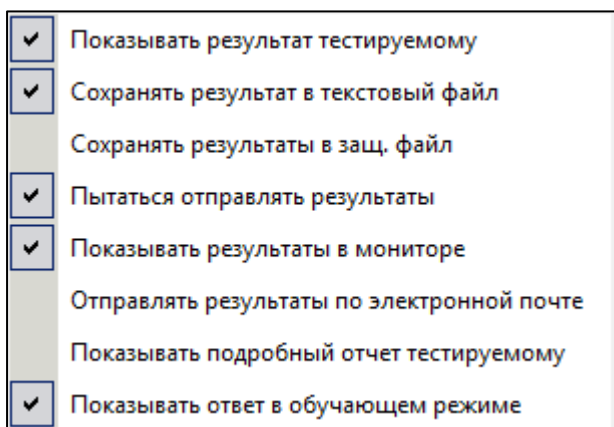 Показывать результат тестируемому
Сохранять результат в текстовый файл
Сохранять результаты в защ. файл
Пытаться отправлять результаты
Показывать результаты в мониторе
Отправлять результаты по электронной почте
Показывать подробный отчет тестируемому
Показывать ответ в обучающем режиме